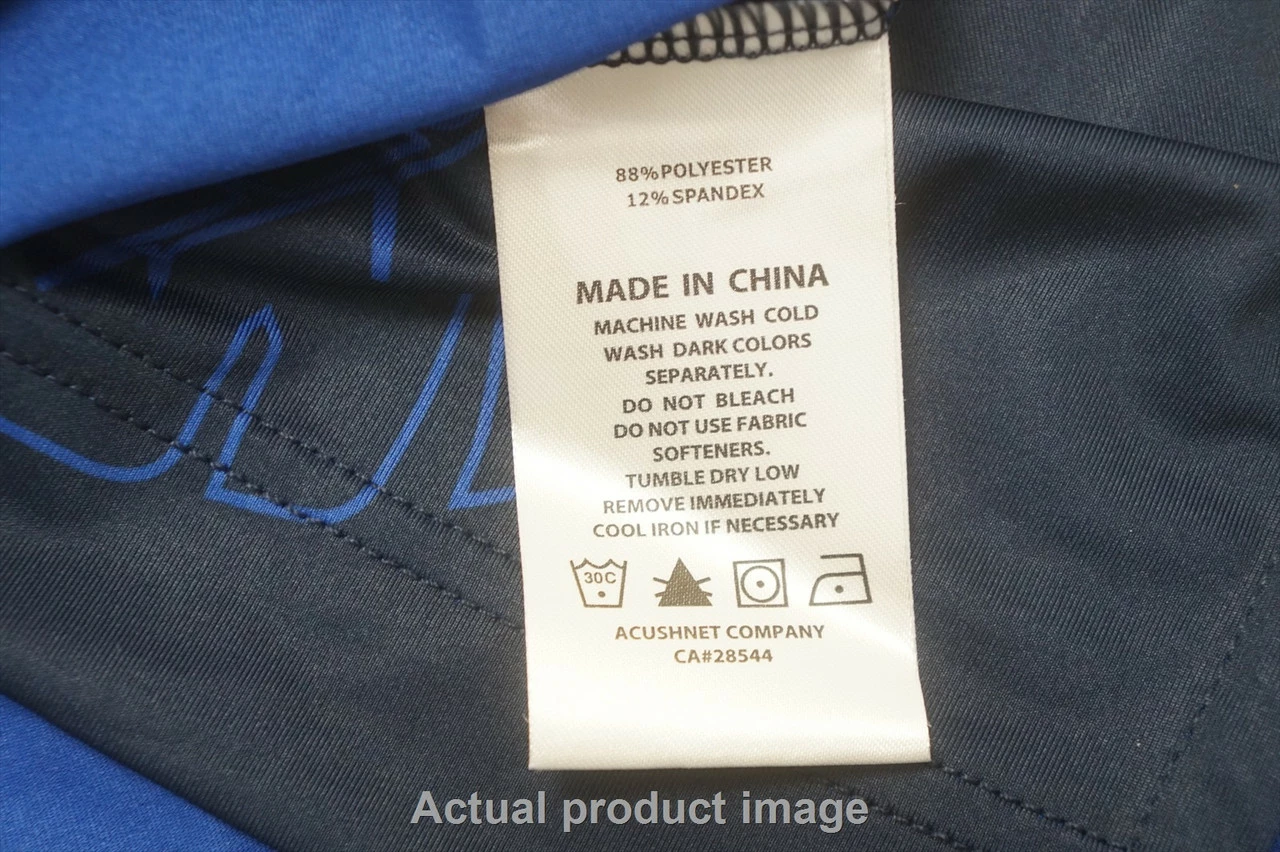 88%POLYESTER
12%SPANDEX
MADE IN CHINA
MACHINE WASH COLD
WASH DARK COLORS
SEPARATELY.
DO NOT BLEACH
DO NOT USE FABRIC
SOFTENERS.
TUMBLE DRY LOW
REMOVE IMMEDIATELY
COOL IRON IF NECESSARY
30C
ACUSHNET COMPANY
CA#28544
Actual product image